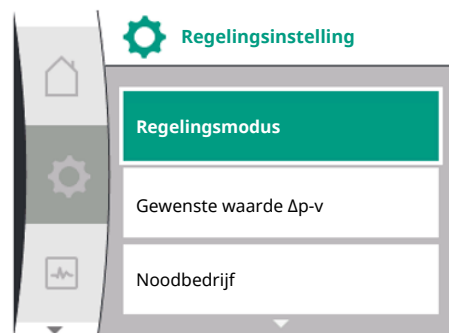 Regelingsinstelling
Regelingsmodus
Gewenste waarde Δp-v
Noodbedrijf